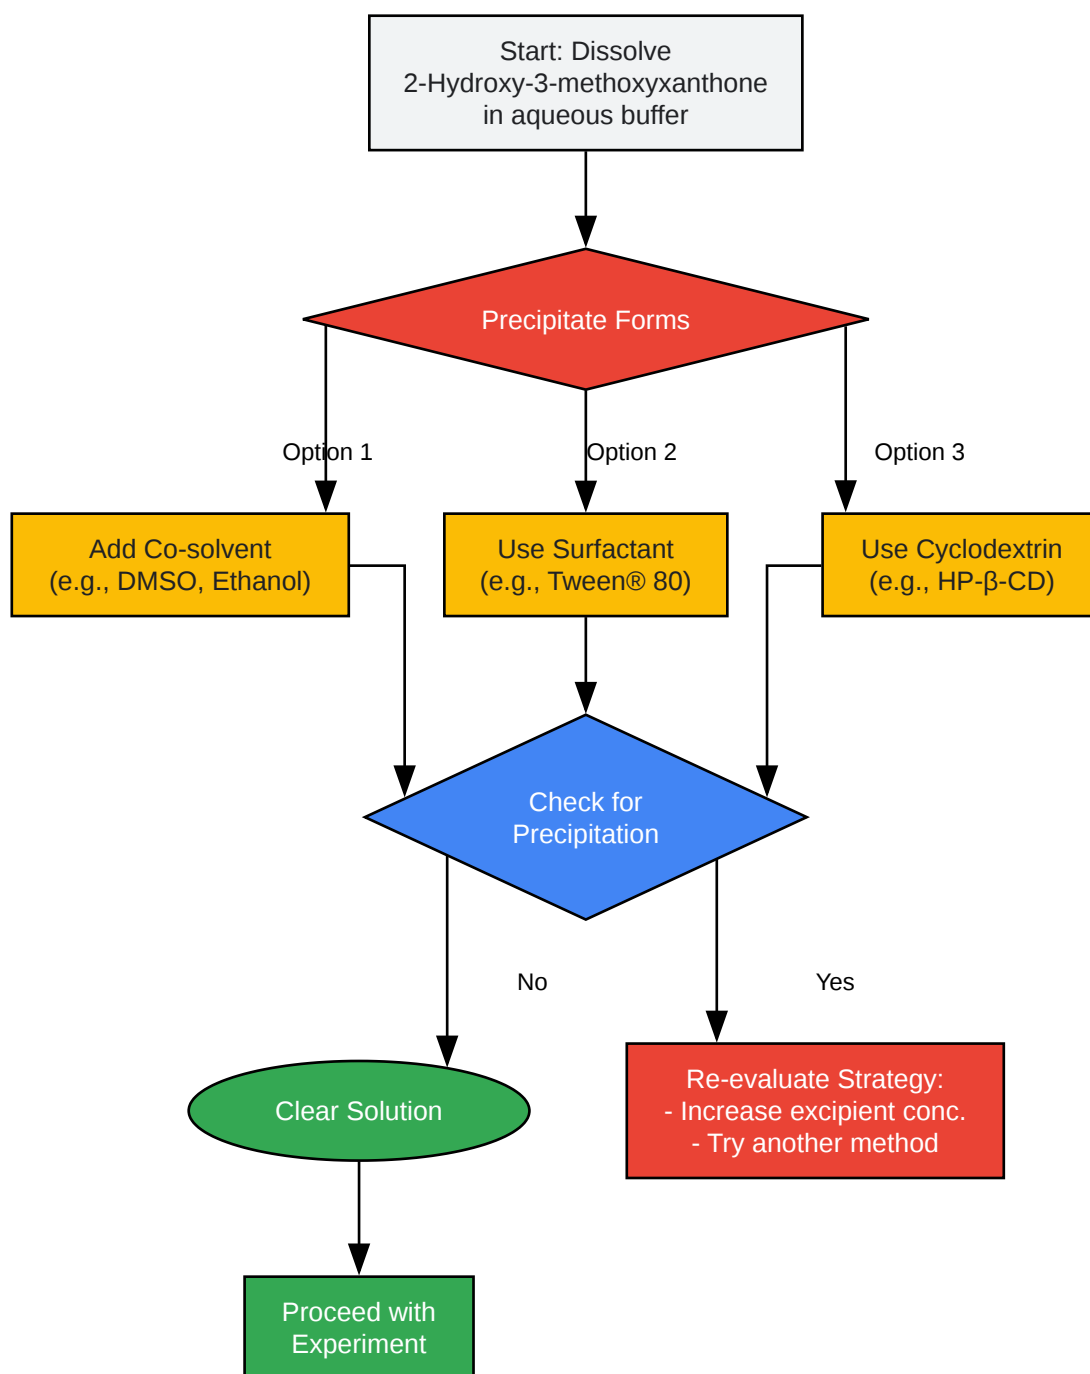 Start: Dissolve
2-Hydroxy-3-methoxyxanthone
in aqueous buffer
Precipitate Forms
Option 1
Option 2
Option 3
Add Co-solvent
(e.g., DMSO, Ethanol)
Use Surfactant
(e.g., Tween® 80)
Use Cyclodextrin
(e.g., HP-β-CD)
Check for
Precipitation
No
Yes
Clear Solution
Re-evaluate Strategy:
- Increase excipient conc.
- Try another method
Proceed with
Experiment